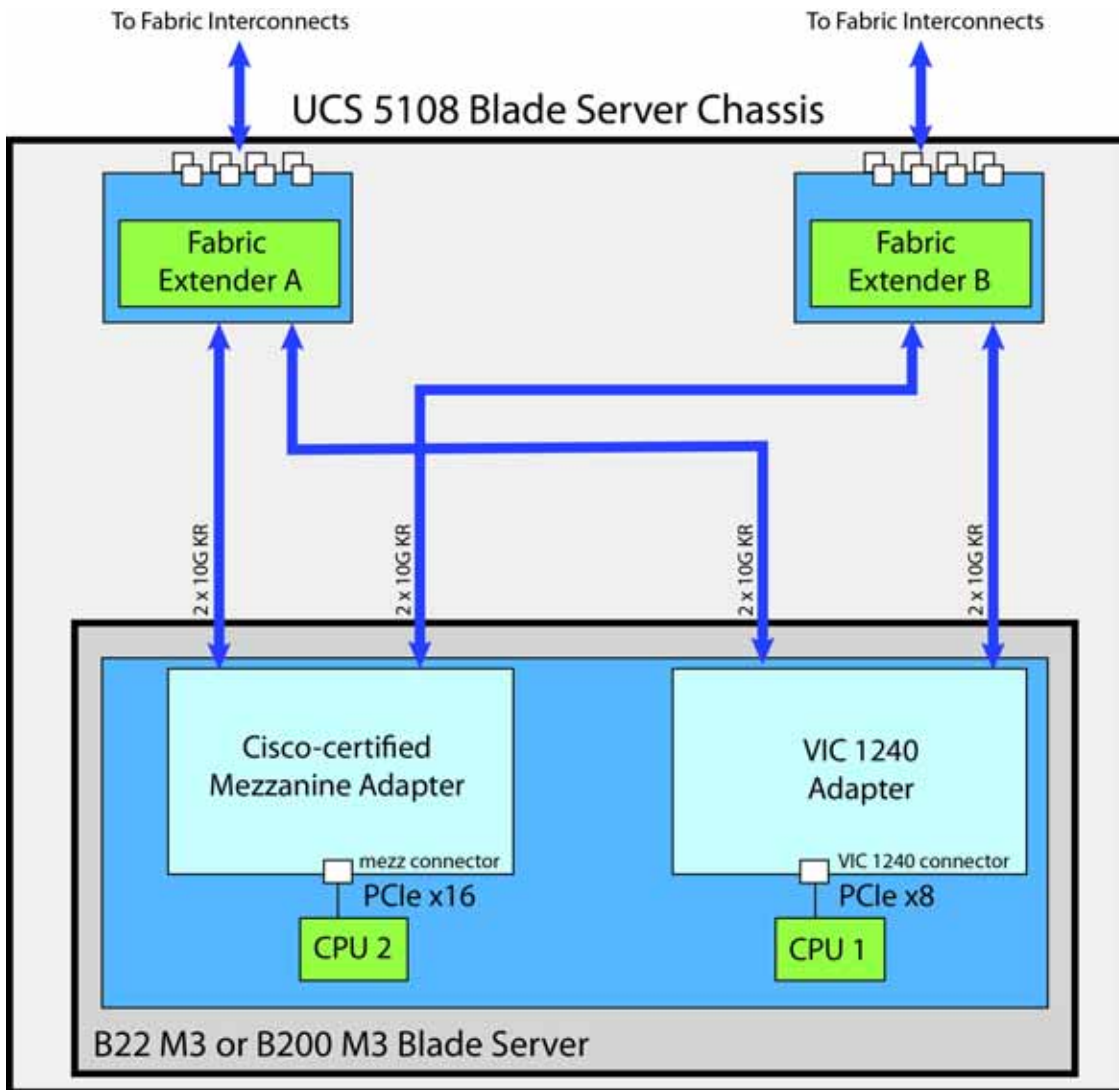 To Fabric Interconnects
To Fabric Interconnects
UCS 5108 Blade Server Chassis
Fabric
Extender A
Fabric
Extender B
2 x 10G KR
2 x 10G KR
2 x 10G KR
2 x 10G KR
Cisco-certified
Mezzanine Adapter
VIC 1240
Adapter
mezz connector
VIC 1240 connector
PCIe x16
PCIe x8
CPU 2
CPU 1
B22 M3 or B200 M3 Blade Server